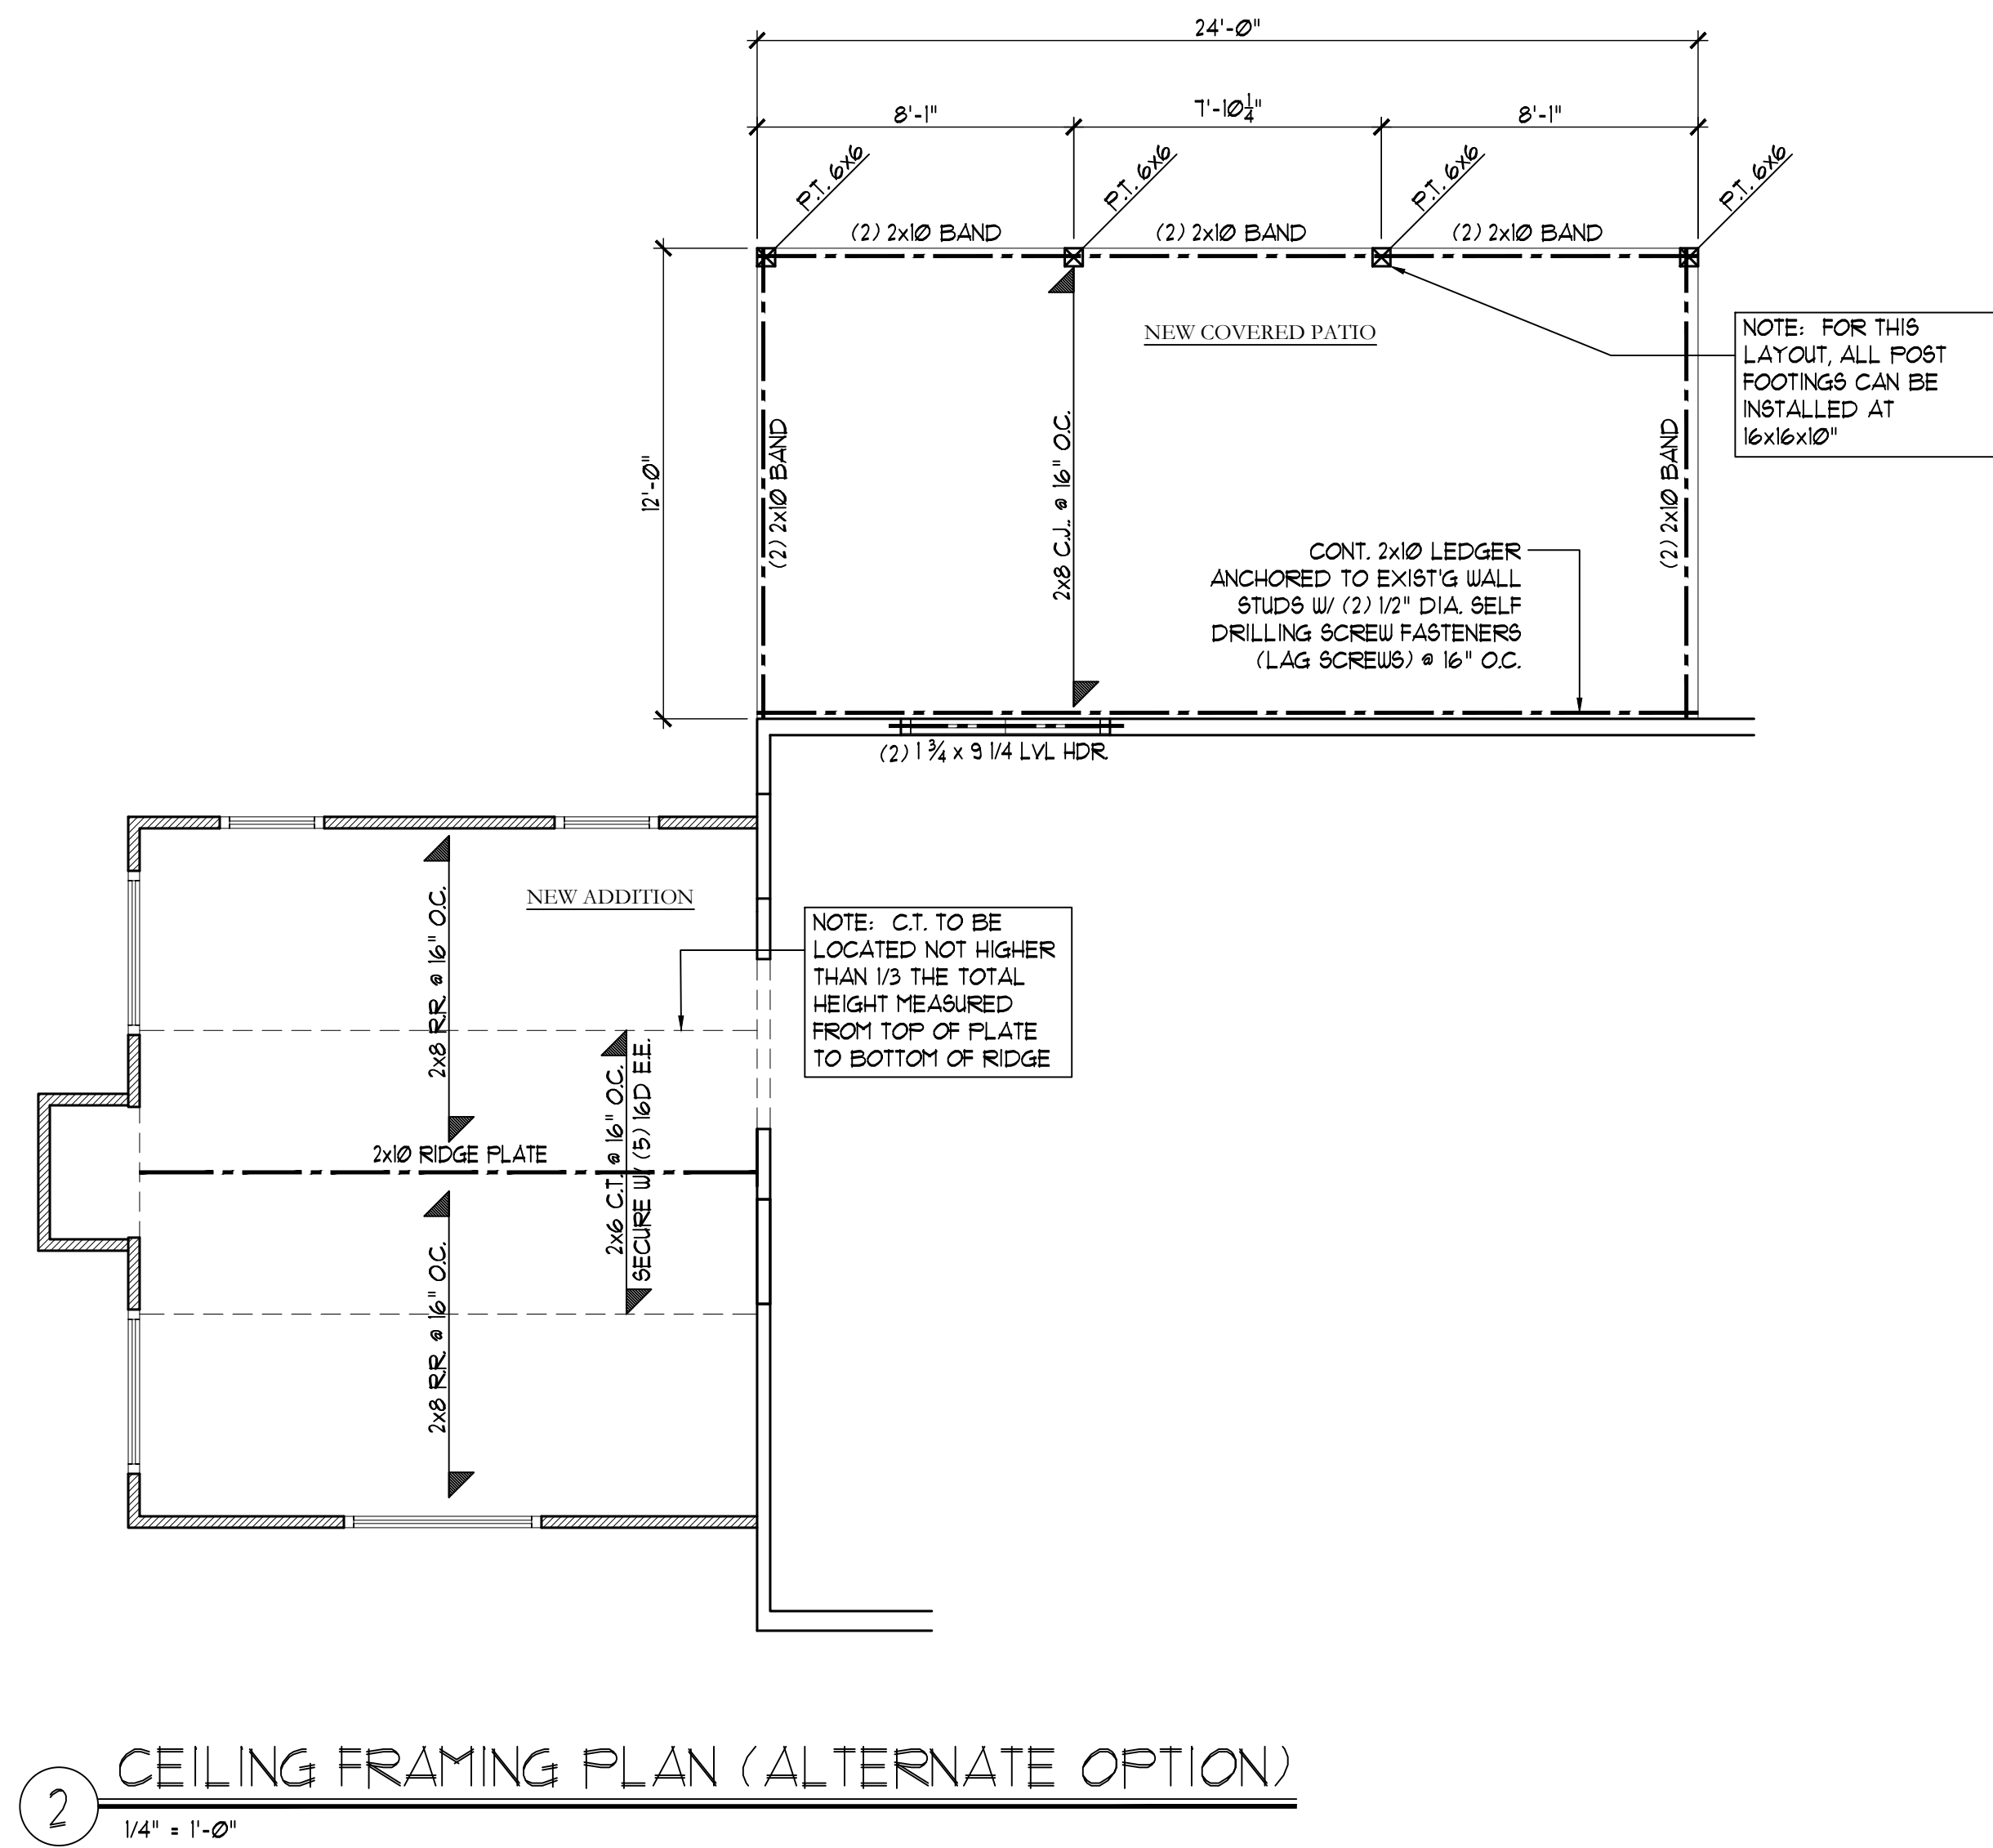 24'-0"
8'-1"
7'-10¼"
8'-1"
P.T. 6x6
P.T. 6x6
P.T. 6x6
P.T. 6x6
(2) 2x10 BAND
(2) 2x10 BAND
(2) 2x10 BAND
NEW COVERED PATIO
NOTE: FOR THIS
LAYOUT, ALL POST
FOOTINGS CAN BE
INSTALLED AT
16x16x10"
12'-0"
(2) 2x10 BAND
2x8 C.J.. @ 16" O.C.
(2) 2x10 BAND
CONT. 2x10 LEDGER
ANCHORED TO EXIST'G WALL
STUDS W/ (2) 1/2" DIA. SELF
DRILLING SCREW FASTENERS
(LAG SCREWS) @ 16" O.C.
(2) 1 ¾ x 9 1/4 LVL HDR.
NEW ADDITION
2x8 R.R. @ 16" O.C.
NOTE: C.T. TO BE
LOCATED NOT HIGHER
THAN 1/3 THE TOTAL
HEIGHT MEASURED
FROM TOP OF PLATE
TO BOTTOM OF RIDGE
2x10 RIDGE PLATE
2x6 C.T. @ 16" O.C.
SECURE W/ (5) 16D E.E.
2x8 R.R. @ 16" O.C.
2
CEILING FRAMING PLAN (ALTERNATE OPTION)
1/4" = 1'-0"